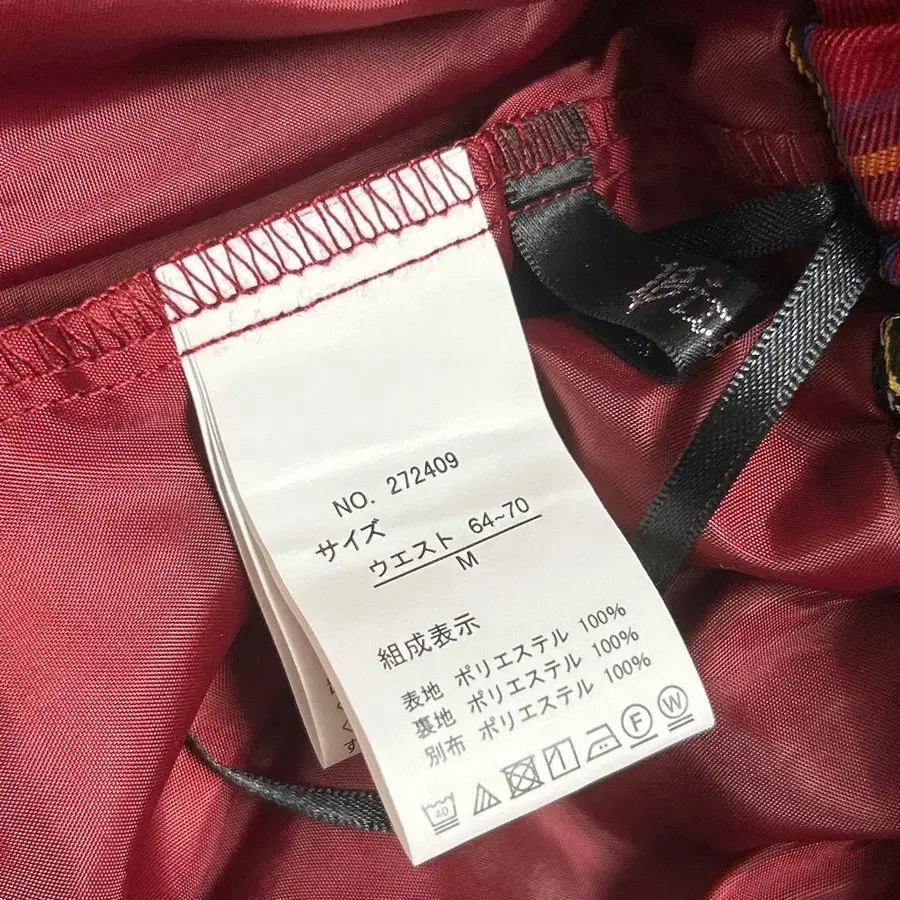 NO. 272409
サイズ
ウエスト 64~70
M
組成表示
表地 ポリエステル 100%
裏地 ポリエステル 100%
別布 ポリエステル 100%
40 F W